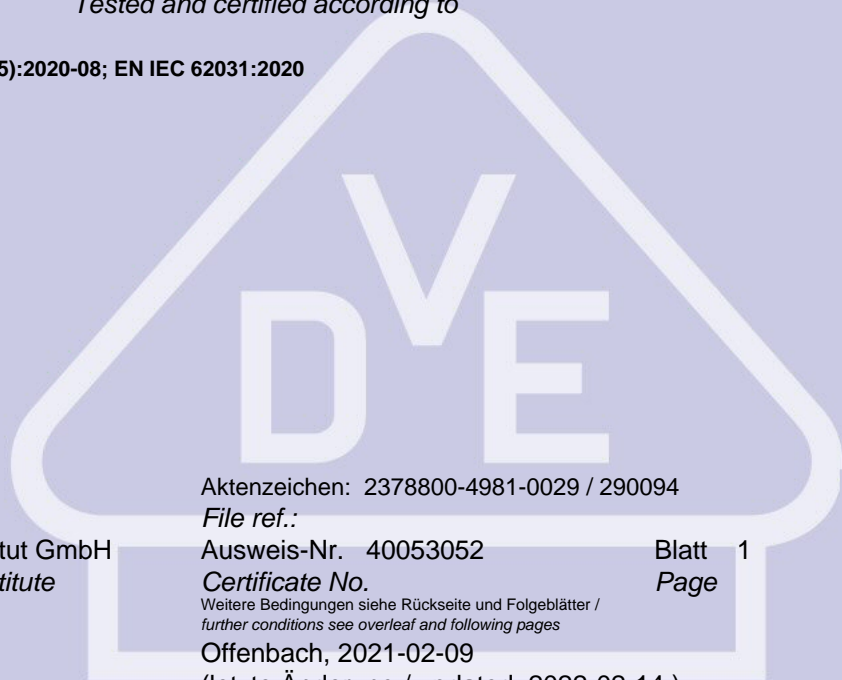 Tested and certified according to
5):2020-08; EN IEC 62031:2020
DVE
Aktenzeichen: 2378800-4981-0029 / 290094
File ref.:
tut GmbH Ausweis-Nr. 40053052 Blatt 1
titute Certificate No. Page
Weitere Bedingungen siehe Rückseite und Folgeblätter /
further conditions see overleaf and following pages
Offenbach, 2021-02-09